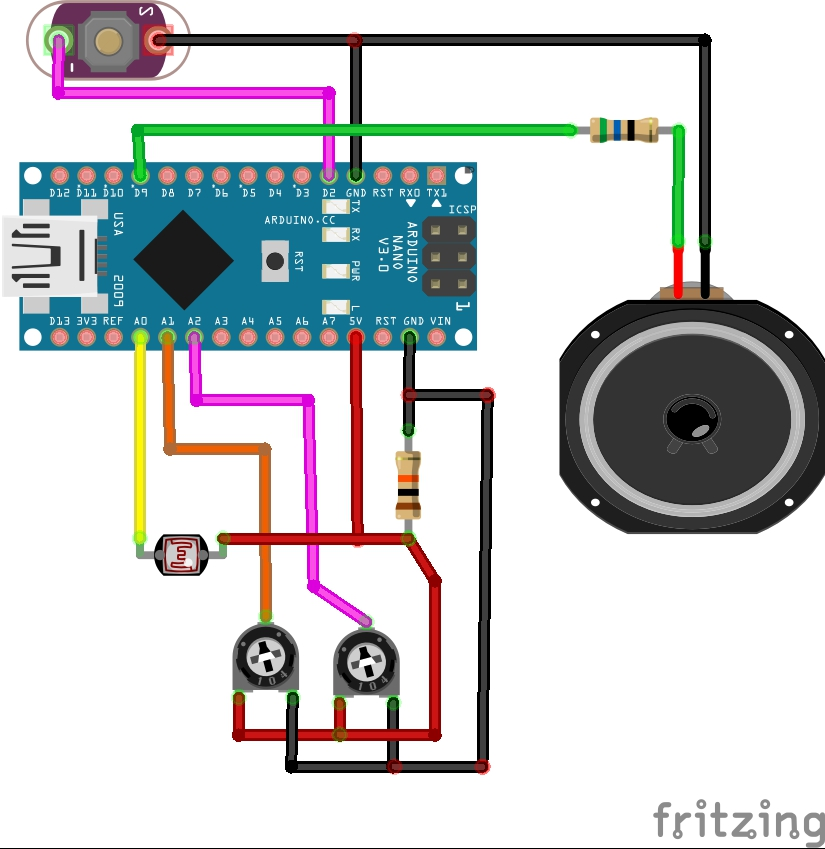 2
1
D12 D11 D10 D9 D8 D7 D6 D5 D4 D3 D2 GND RST RX0 TX1
USA
2009
ARDUINO.CC
RST
TX
RX
PWR
L
ARDUINO
NANO
V3.0
ICSP
1
D13 3V3 REF A0 A1 A2 A3 A4 A5 A6 A7 5V RST GND VIN
104
104
fritzing